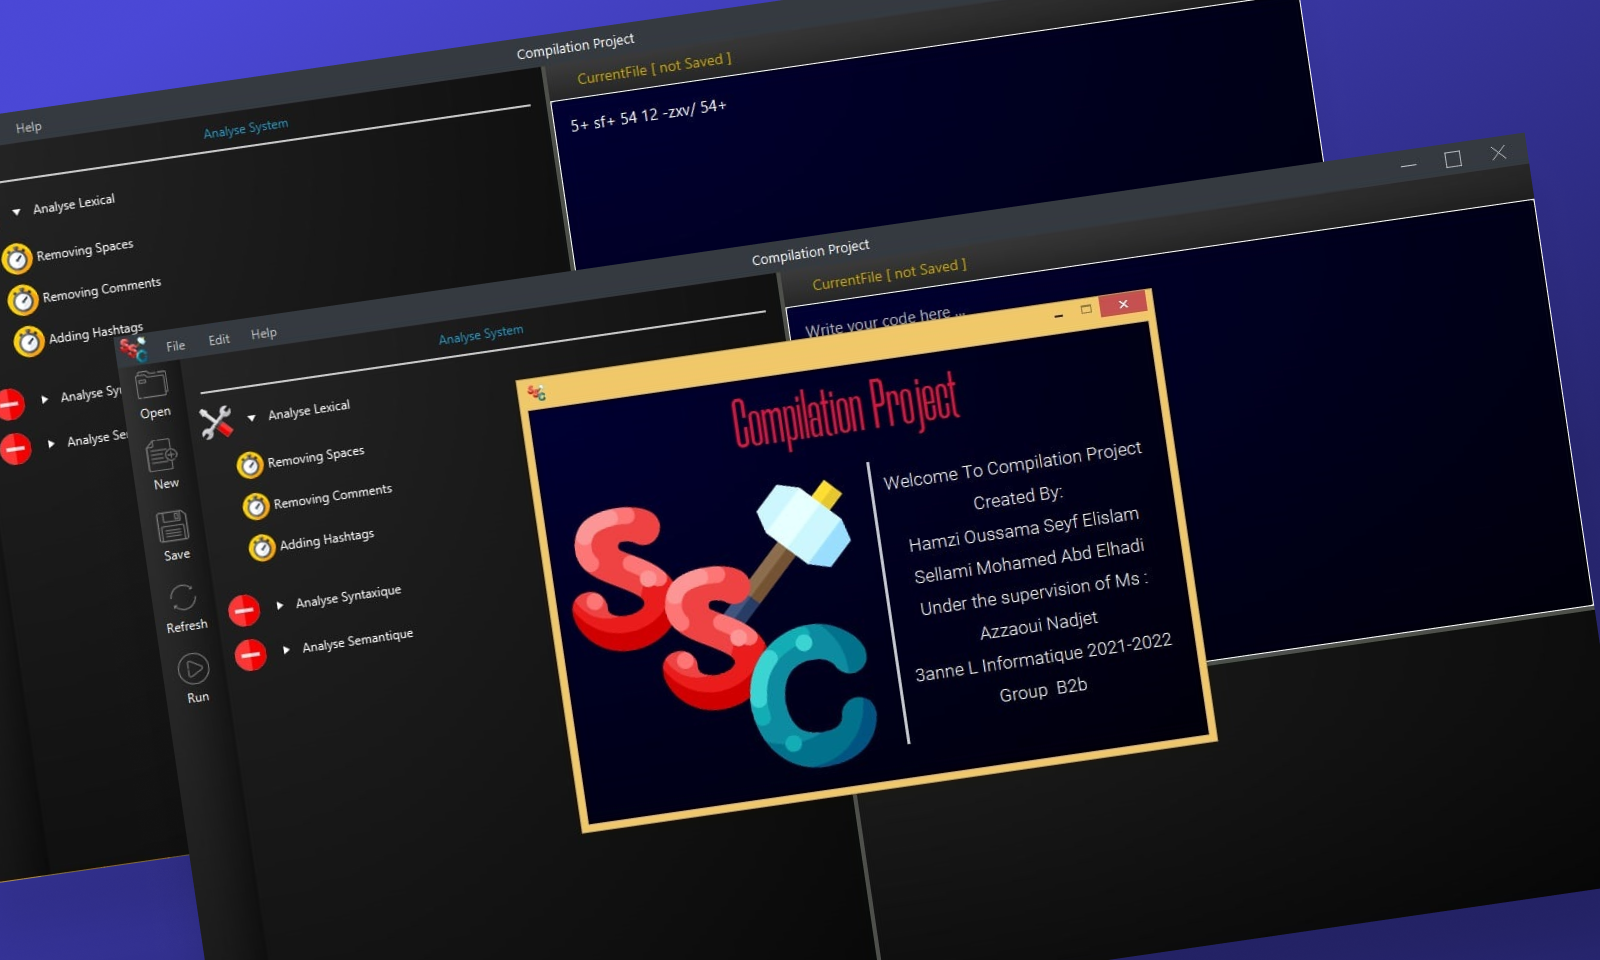 Compilation Project
CurrentFile [ not Saved ]
Help
Analyse System
5+ sf+ 54 12 -zxv/ 54+
Analyse Lexical
Removing Spaces
Removing Comments
Adding Hashtags
Analyse Sy
Analyse Se
Compilation Project
CurrentFile [ not Saved ]
File Edit Help
Analyse System
Write your code here ...
Open
New
Save
Refresh
Run
Analyse Lexical
Removing Spaces
Removing Comments
Adding Hashtags
Analyse Syntaxique
Analyse Semantique
Compilation Project
SSC
Welcome To Compilation Project
Created By:
Hamzi Oussama Seyf Elislam
Sellami Mohamed Abd Elhadi
Under the supervision of Ms :
Azzaoui Nadjet
3anne L Informatique 2021-2022
Group B2b